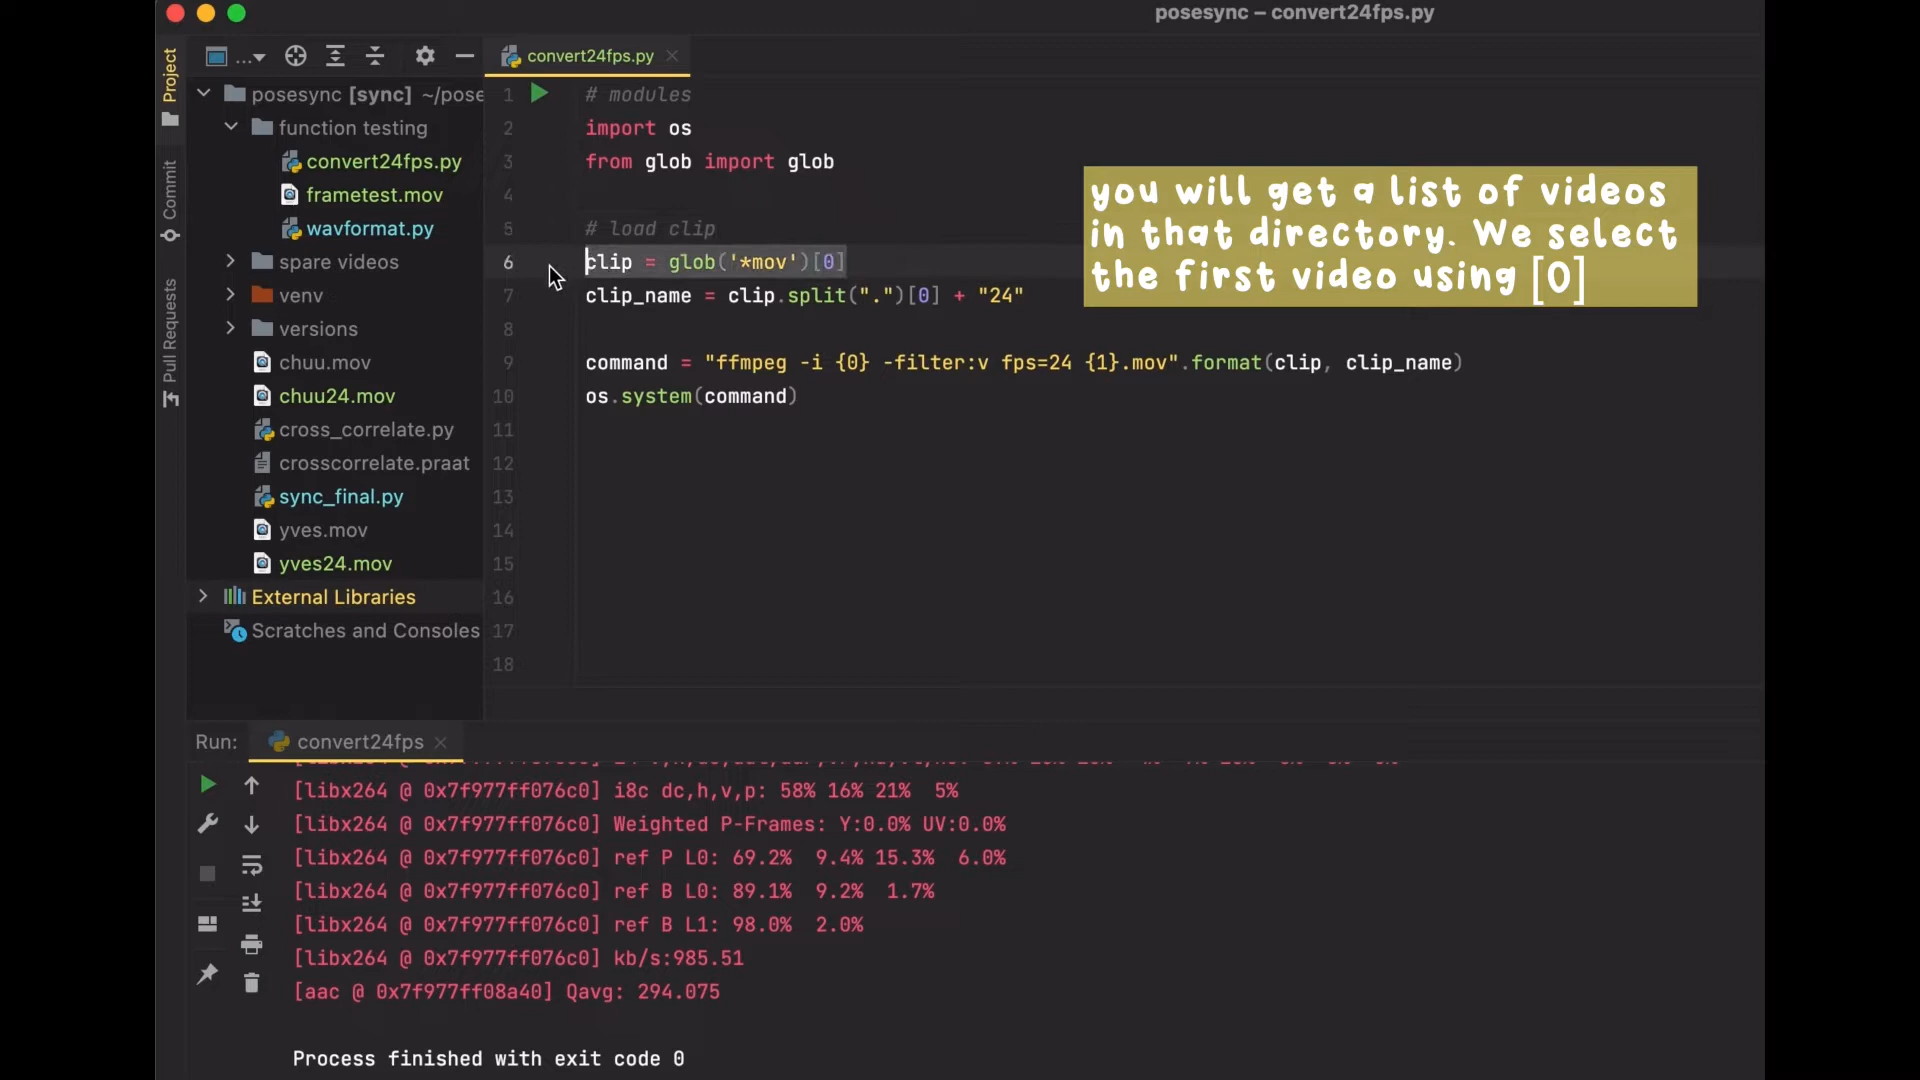 posesync – convert24fps.py
Project
Commit
Pull Requests
...
convert24fps.py
posesync [sync] ~/pose
function testing
convert24fps.py
frametest.mov
wavformat.py
spare videos
venv
versions
chuu.mov
chuu24.mov
cross_correlate.py
crosscorrelate.praat
sync_final.py
yves.mov
yves24.mov
External Libraries
Scratches and Consoles
1 # modules
2 import os
3 from glob import glob
4
5 # load clip
6 clip = glob('*mov')[0]
7 clip_name = clip.split(".")[0] + "24"
8
9 command = "ffmpeg -i {0} -filter:v fps=24 {1}.mov".format(clip, clip_name)
10 os.system(command)
11
12
13
14
15
16
17
18
you will get a list of videos
in that directory. We select
the first video using [0]
Run: convert24fps
[libx264 @ 0x7f977ff076c0] i8c dc,h,v,p: 58% 16% 21%  5%
[libx264 @ 0x7f977ff076c0] Weighted P-Frames: Y:0.0% UV:0.0%
[libx264 @ 0x7f977ff076c0] ref P L0: 69.2%  9.4% 15.3%  6.0%
[libx264 @ 0x7f977ff076c0] ref B L0: 89.1%  9.2%  1.7%
[libx264 @ 0x7f977ff076c0] ref B L1: 98.0%  2.0%
[libx264 @ 0x7f977ff076c0] kb/s:985.51
[aac @ 0x7f977ff08a40] Qavg: 294.075
Process finished with exit code 0